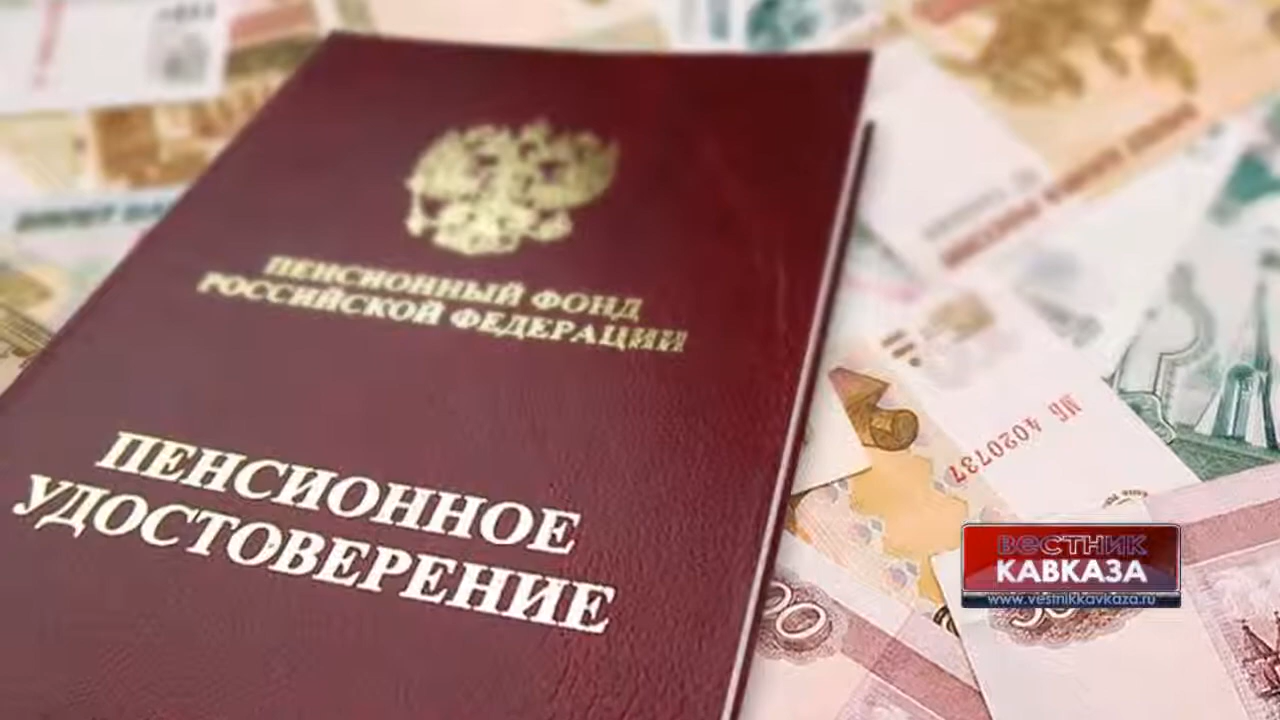 ПЕНСИОННЫЙ ФОНД
РОССИЙСКОЙ ФЕДЕРАЦИИ
ПЕНСИОННОЕ
УДОСТОВЕРЕНИЕ
МБ 4020737
ВЕСТНИК
КАВКАЗА
www.vestnikkavkaza.ru